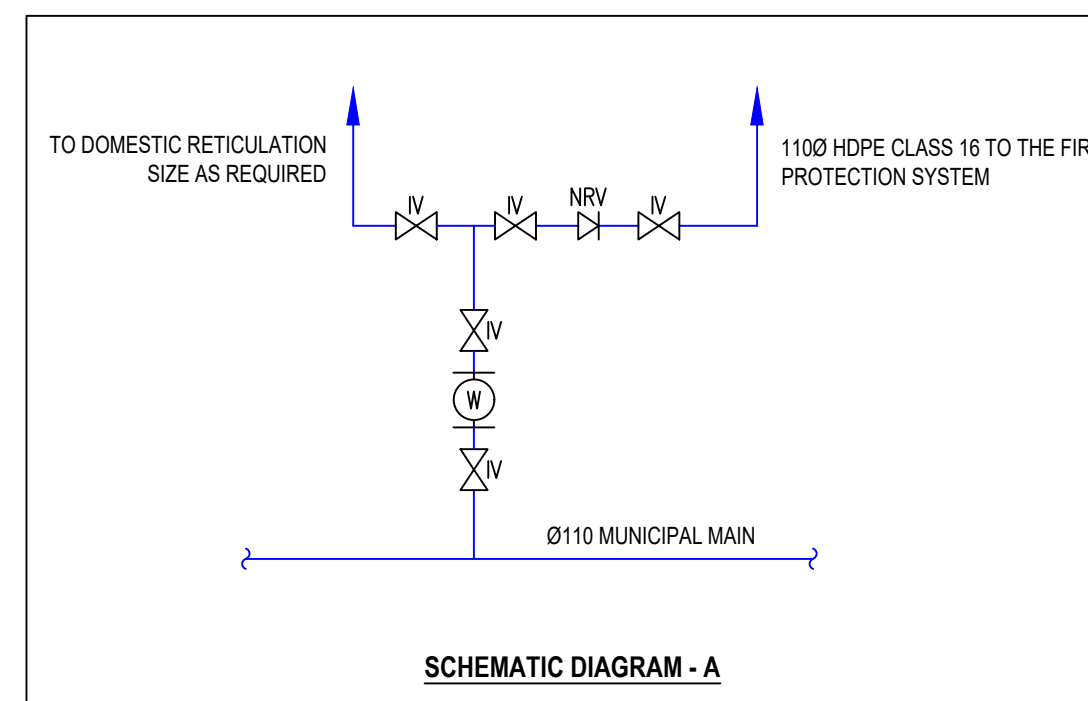 TO DOMESTIC RETICULATION
SIZE AS REQUIRED
110Ø HDPE CLASS 16 TO THE FIR
PROTECTION SYSTEM
IV
IV
NRV
IV
IV
W
IV
Ø110 MUNICIPAL MAIN
SCHEMATIC DIAGRAM - A